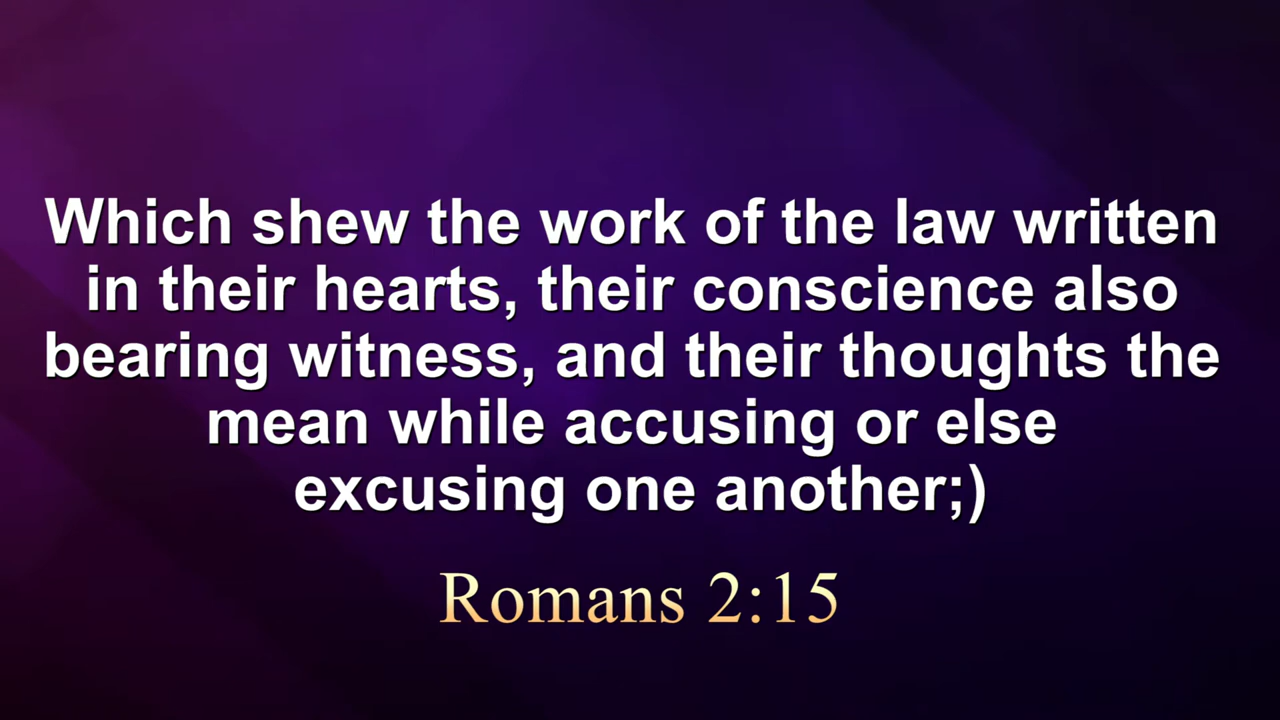 Which shew the work of the law written
in their hearts, their conscience also
bearing witness, and their thoughts the
mean while accusing or else
excusing one another;)
Romans 2:15